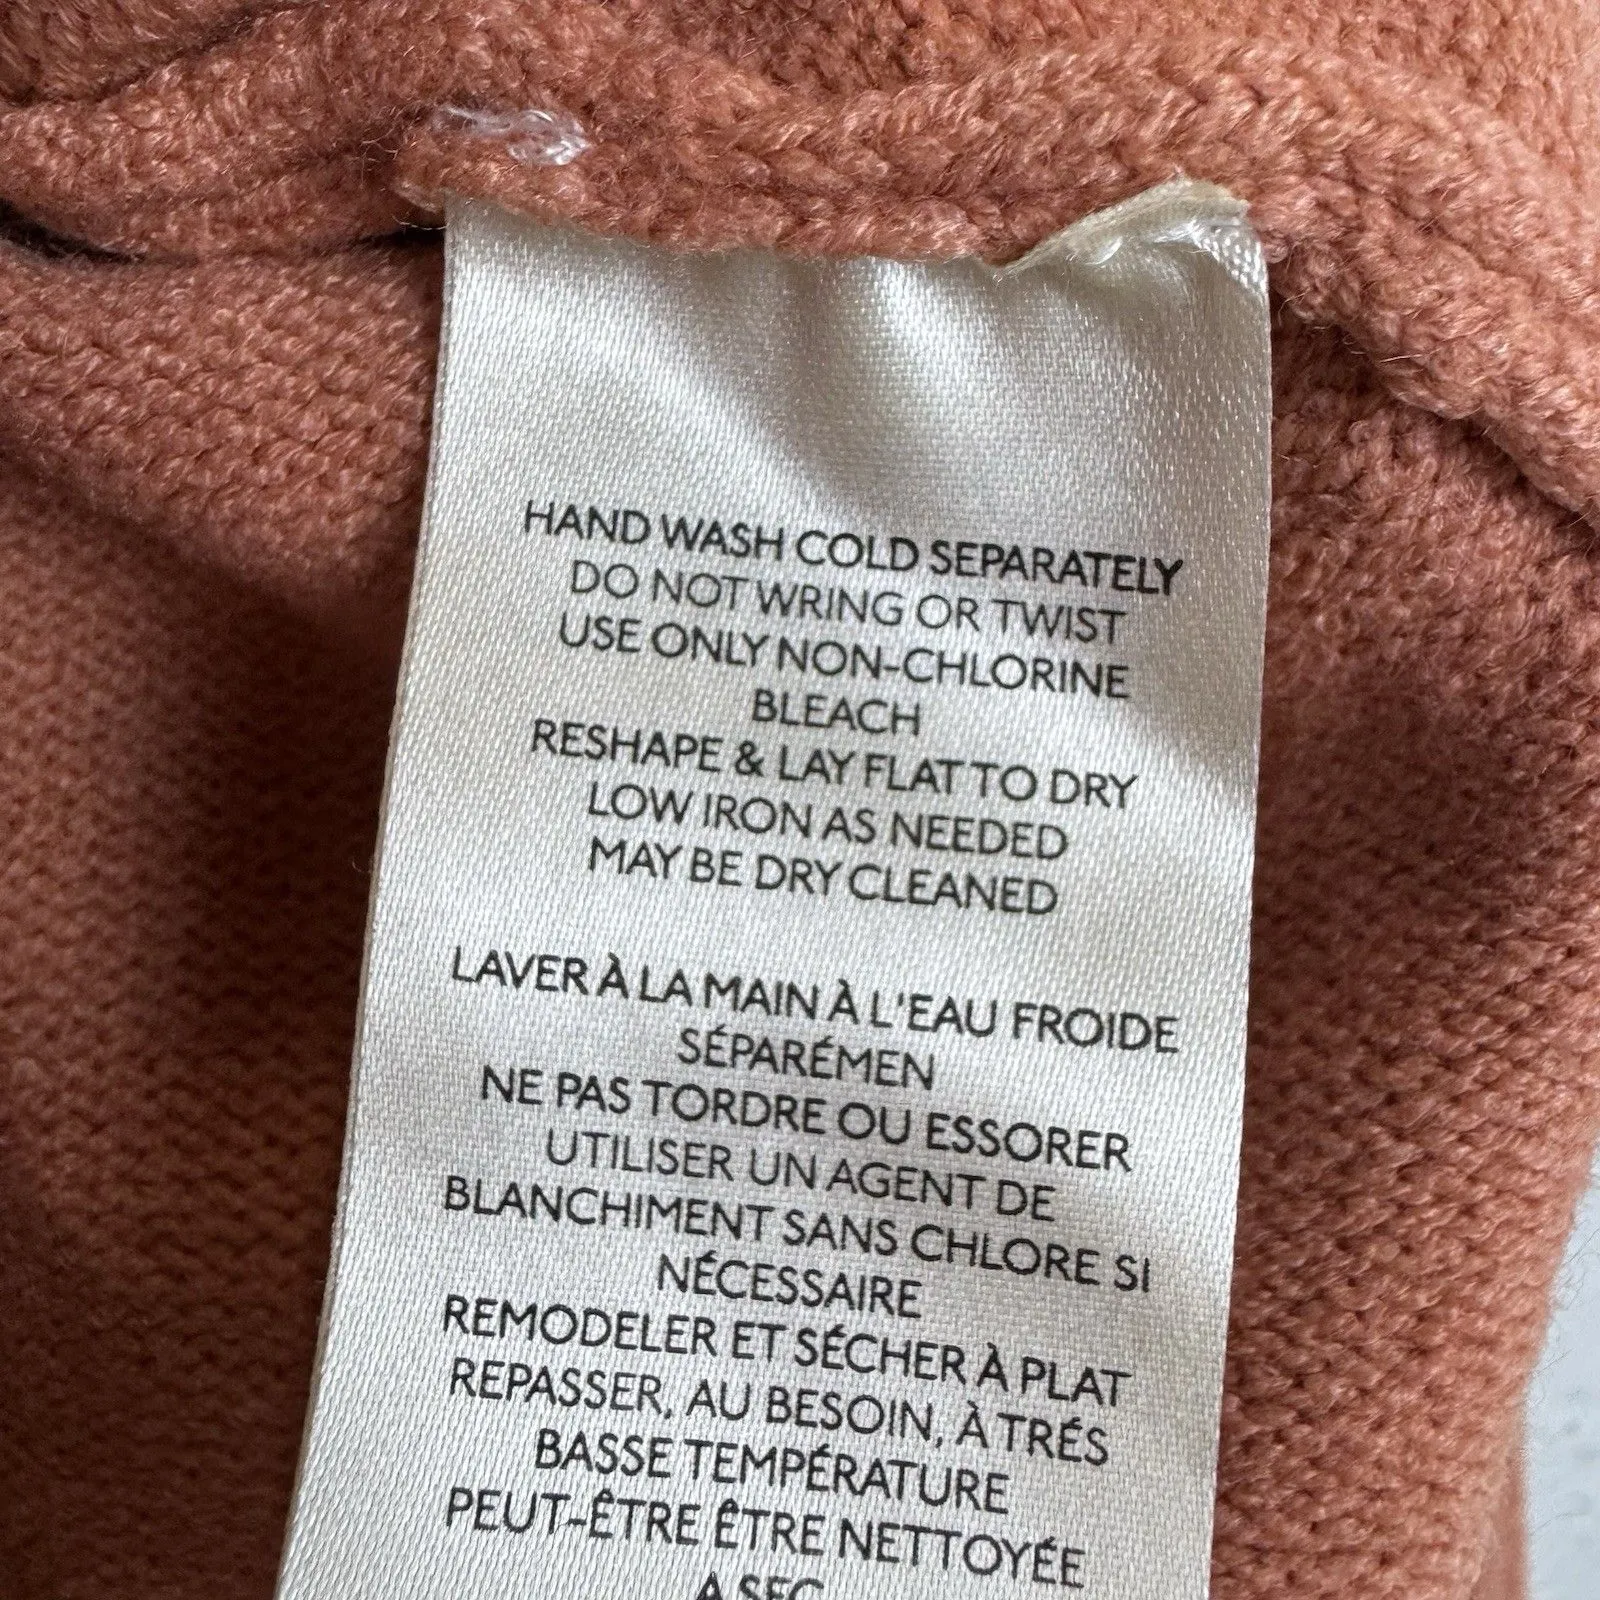 HAND WASH COLD SEPARATELY
DO NOT WRING OR TWIST
USE ONLY NON-CHLORINE
BLEACH
RESHAPE & LAY FLAT TO DRY
LOW IRON AS NEEDED
MAY BE DRY CLEANED
LAVER À LA MAIN À L'EAU FROIDE
SÉPARÉMEN
NE PAS TORDRE OU ESSORER
UTILISER UN AGENT DE
BLANCHIMENT SANS CHLORE SI
NÉCESSAIRE
REMODELER ET SÉCHER À PLAT
REPASSER, AU BESOIN, À TRÉS
BASSE TEMPÉRATURE
PEUT-ÊTRE ÊTRE NETTOYÉE
A SEC